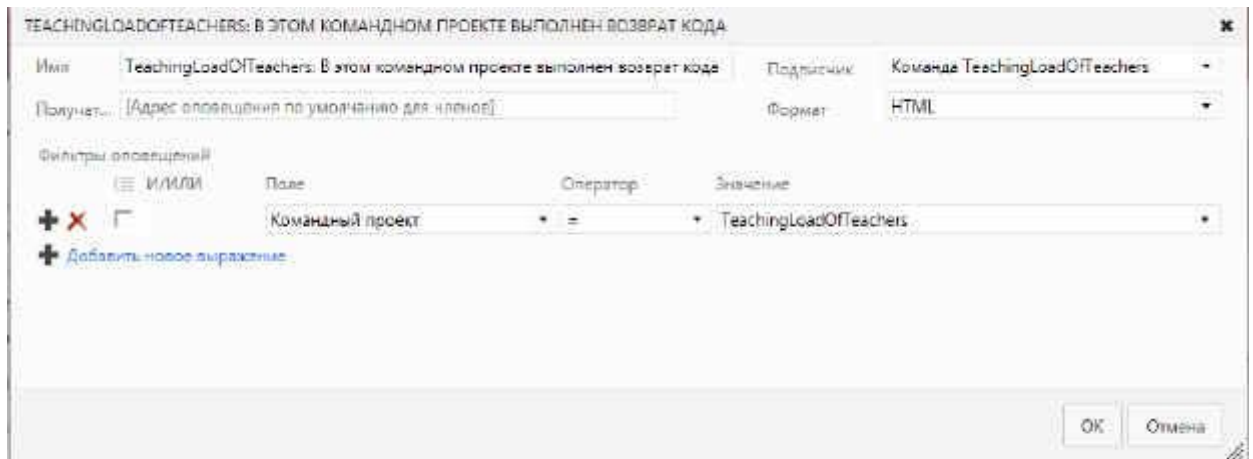 TEACHINGLOADOFTEACHERS: В ЭТОМ КОМАНДНОМ ПРОЕКТЕ ВЫПОЛНЕН ВОЗВРАТ КОДА
Имя TeachingLoadOfTeachers: В этом командном проекте выполнен возврат кода Подписчик Команда TeachingLoadOfTeachers
Получат... [Адрес оповещения по умолчанию для членов] Формат HTML
Фильтры оповещений
И/ИЛИ Поле Оператор Значение
Командный проект = TeachingLoadOfTeachers
Добавить новое выражение
OK Отмена